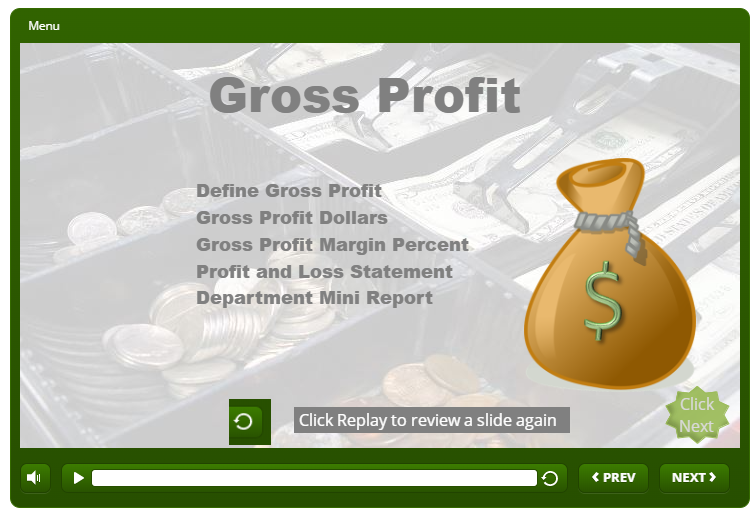 Menu
Gross Profit
Define Gross Profit
Gross Profit Dollars
Gross Profit Margin Percent
Profit and Loss Statement
Department Mini Report
$
Click Replay to review a slide again
Click
Next
PREV
NEXT